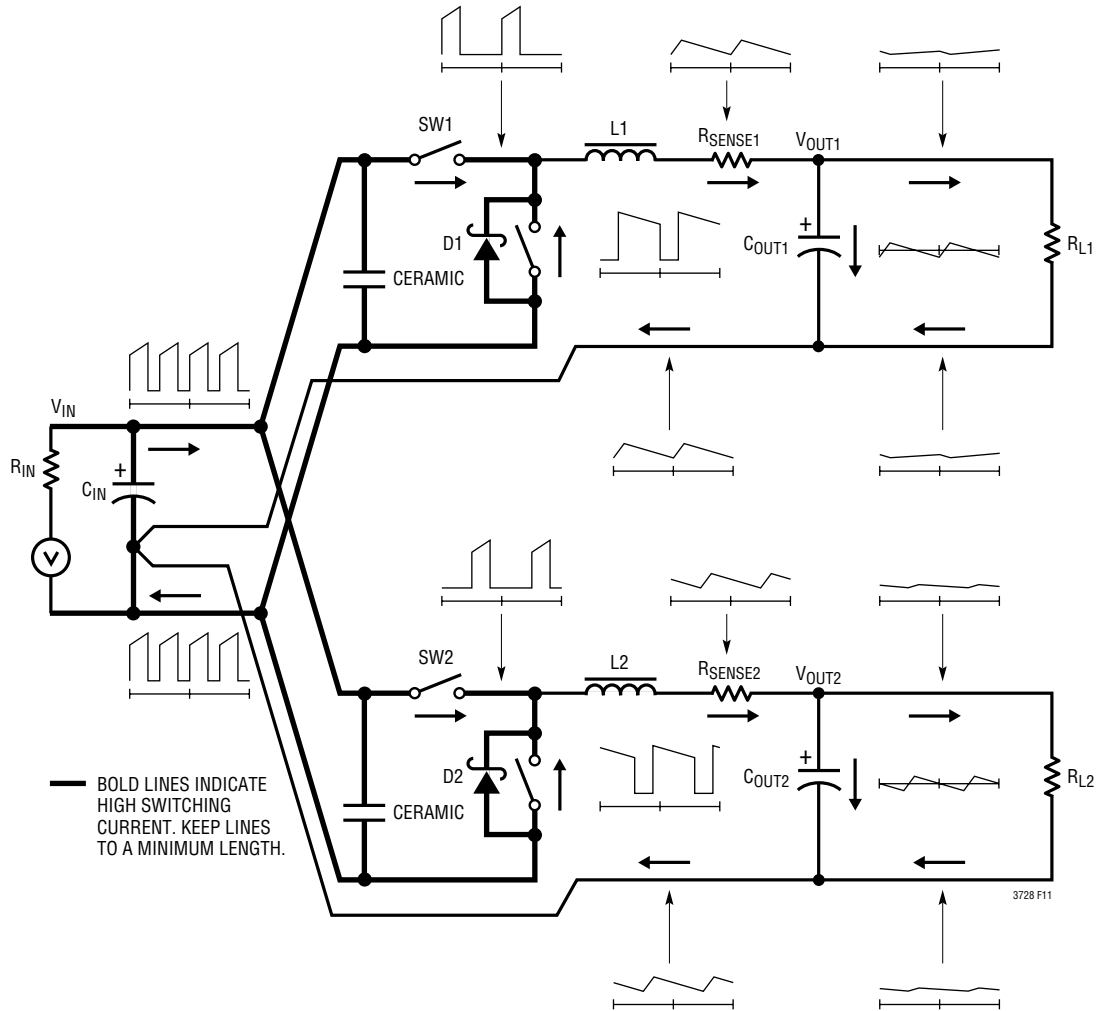 SW1
L1
RSENSE1
VOUT1
D1
CERAMIC
COUT1
RL1
VIN
RIN
CIN
+
+
V
SW2
L2
RSENSE2
VOUT2
D2
CERAMIC
COUT2
+
RL2
BOLD LINES INDICATE
HIGH SWITCHING
CURRENT. KEEP LINES
TO A MINIMUM LENGTH.
3728 F11